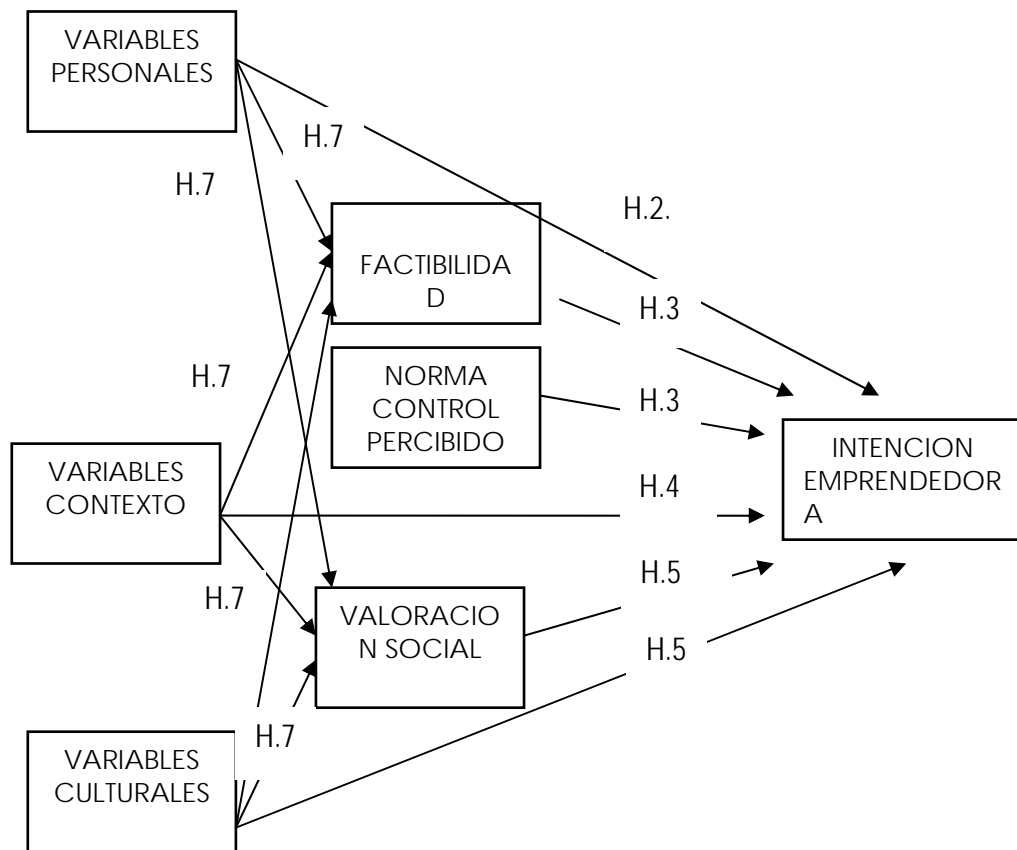 VARIABLES
PERSONALES
H.7
H.7
H.2.
FACTIBILIDA
D
H.3
H.7
NORMA
CONTROL
PERCIBIDO
H.3
VARIABLES
CONTEXTO
INTENCION
EMPRENDEDOR
A
H.4
H.7
VALORACIO
N SOCIAL
H.5
H.5
H.7
VARIABLES
CULTURALES